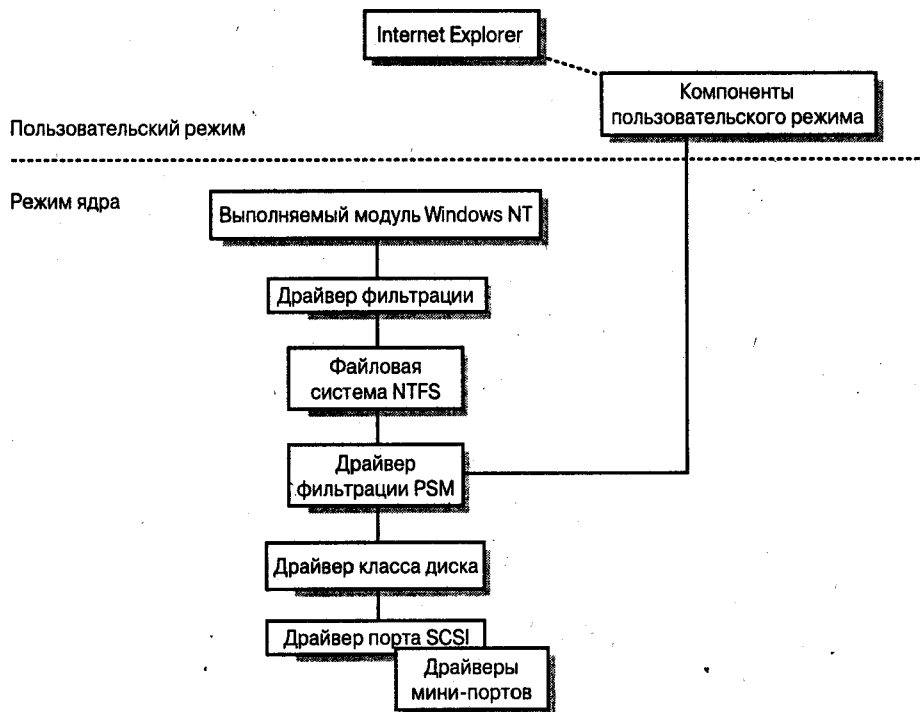 Internet Explorer
Компоненты
пользовательского режима
Пользовательский режим
Режим ядра
Выполняемый модуль Windows NT
Драйвер фильтрации
Файловая
система NTFS
Драйвер
фильтрации PSM
Драйвер класса диска
Драйвер порта SCSI
Драйверы
мини-портов